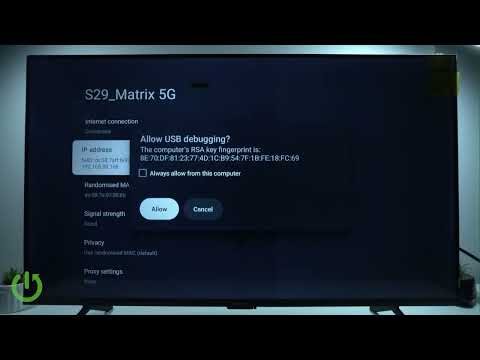 S29_Matrix 5G
Internet connection
Connected
IP address
Allow USB debugging?
The computer's RSA key fingerprint is:
8E:70:DF:81:23:77:4D:1C:B9:54:7F:1B:FE:18:FC:69
Always allow from this computer
Allow
Cancel
Randomised MA
Signal strength
Good
Privacy
Use randomised MAC (default)
Proxy settings
None